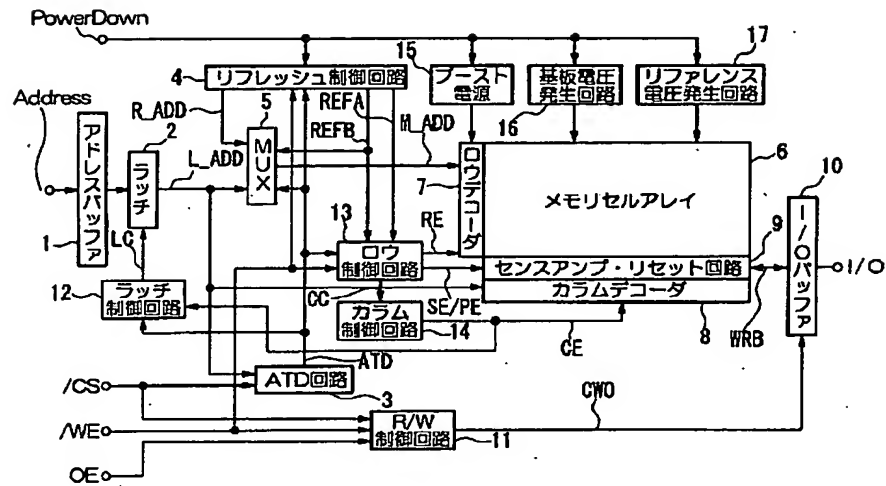 PowerDown
15
17
4
リフレッシュ制御回路
ブースト
電源
基板電圧
発生回路
リファレンス
電圧発生回路
16
Address
R_ADD
5
REFA
REFB
M_ADD
2
アドレスバッファ
ラッチ
L_ADD
MUX
6
7
ロウデコーダ
メモリセルアレイ
10
1
LC
13
RE
9
I/Oバッファ
I/O
ロウ
制御回路
センスアンプ・リセット回路
12
ラッチ
制御回路
CC
SE/PE
カラムデコーダ
カラム
制御回路
14
8
WRB
CE
ATD
/CS
ATD回路
3
CWO
/WE
R/W
制御回路
11
OE